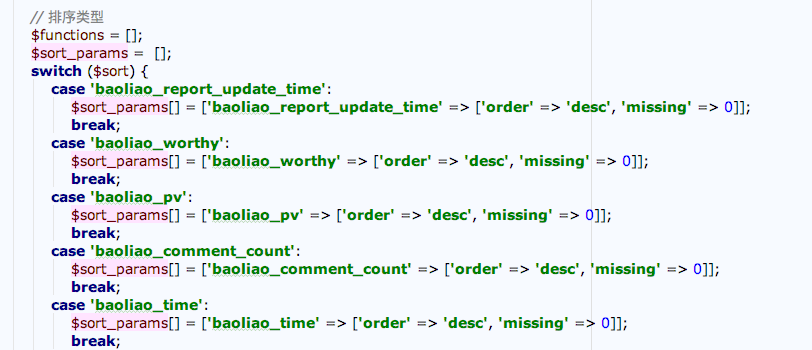 // 排序类型
$functions = [];
$sort_params =  [];
switch ($sort) {
case 'baoliao_report_update_time':
$sort_params[] = ['baoliao_report_update_time' => ['order' => 'desc', 'missing' => 0]];
break;
case 'baoliao_worthy':
$sort_params[] = ['baoliao_worthy' => ['order' => 'desc', 'missing' => 0]];
break;
case 'baoliao_pv':
$sort_params[] = ['baoliao_pv' => ['order' => 'desc', 'missing' => 0]];
break;
case 'baoliao_comment_count':
$sort_params[] = ['baoliao_comment_count' => ['order' => 'desc', 'missing' => 0]];
break;
case 'baoliao_time':
$sort_params[] = ['baoliao_time' => ['order' => 'desc', 'missing' => 0]];
break;